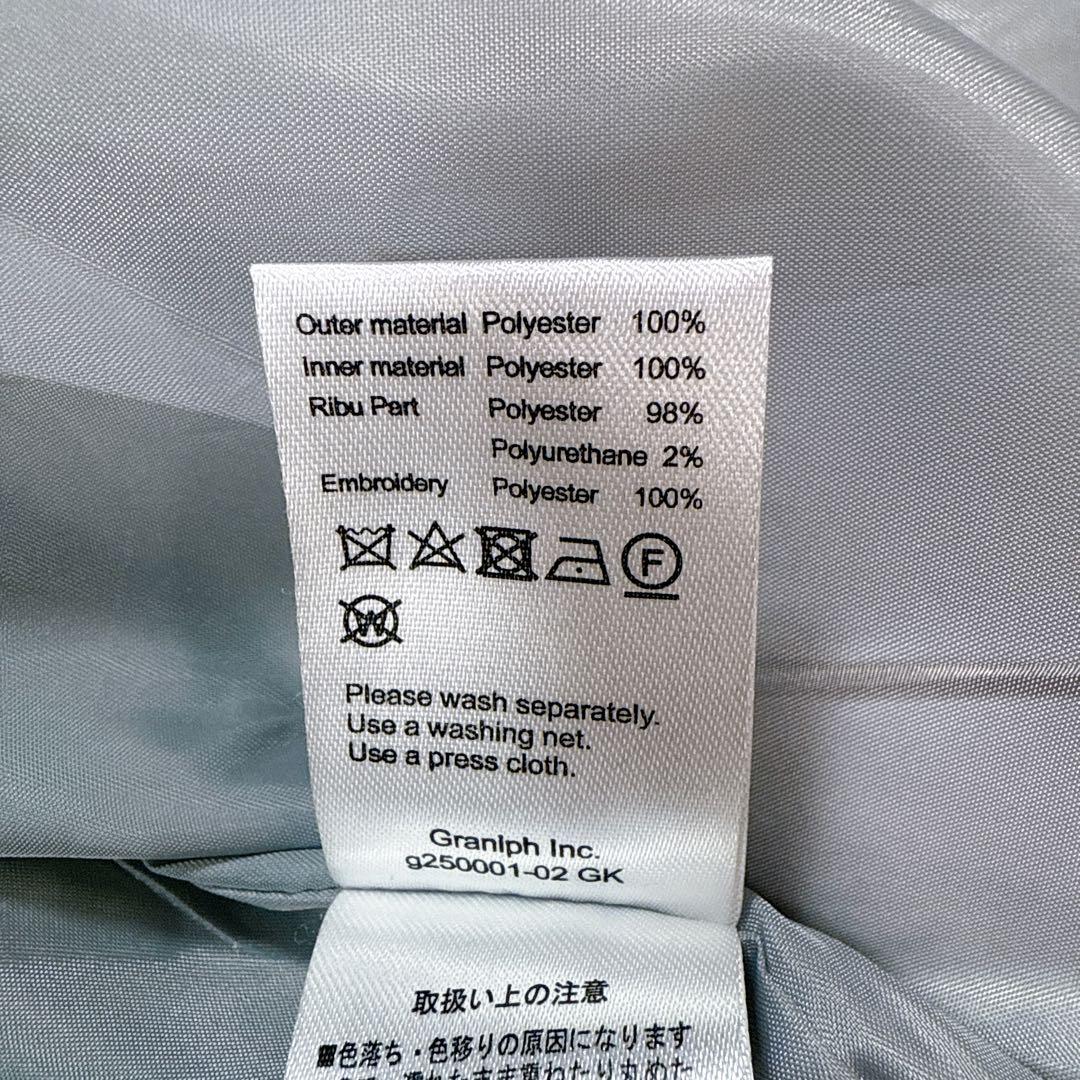 Outer material Polyester 100%
Inner material Polyester 100%
Ribu Part Polyester 98%
Polyurethane 2%
Embroidery Polyester 100%
F
W
Please wash separately.
Use a washing net.
Use a press cloth.
Graniph Inc.
g250001-02 GK
取扱い上の注意
■色落ち・色移りの原因になります